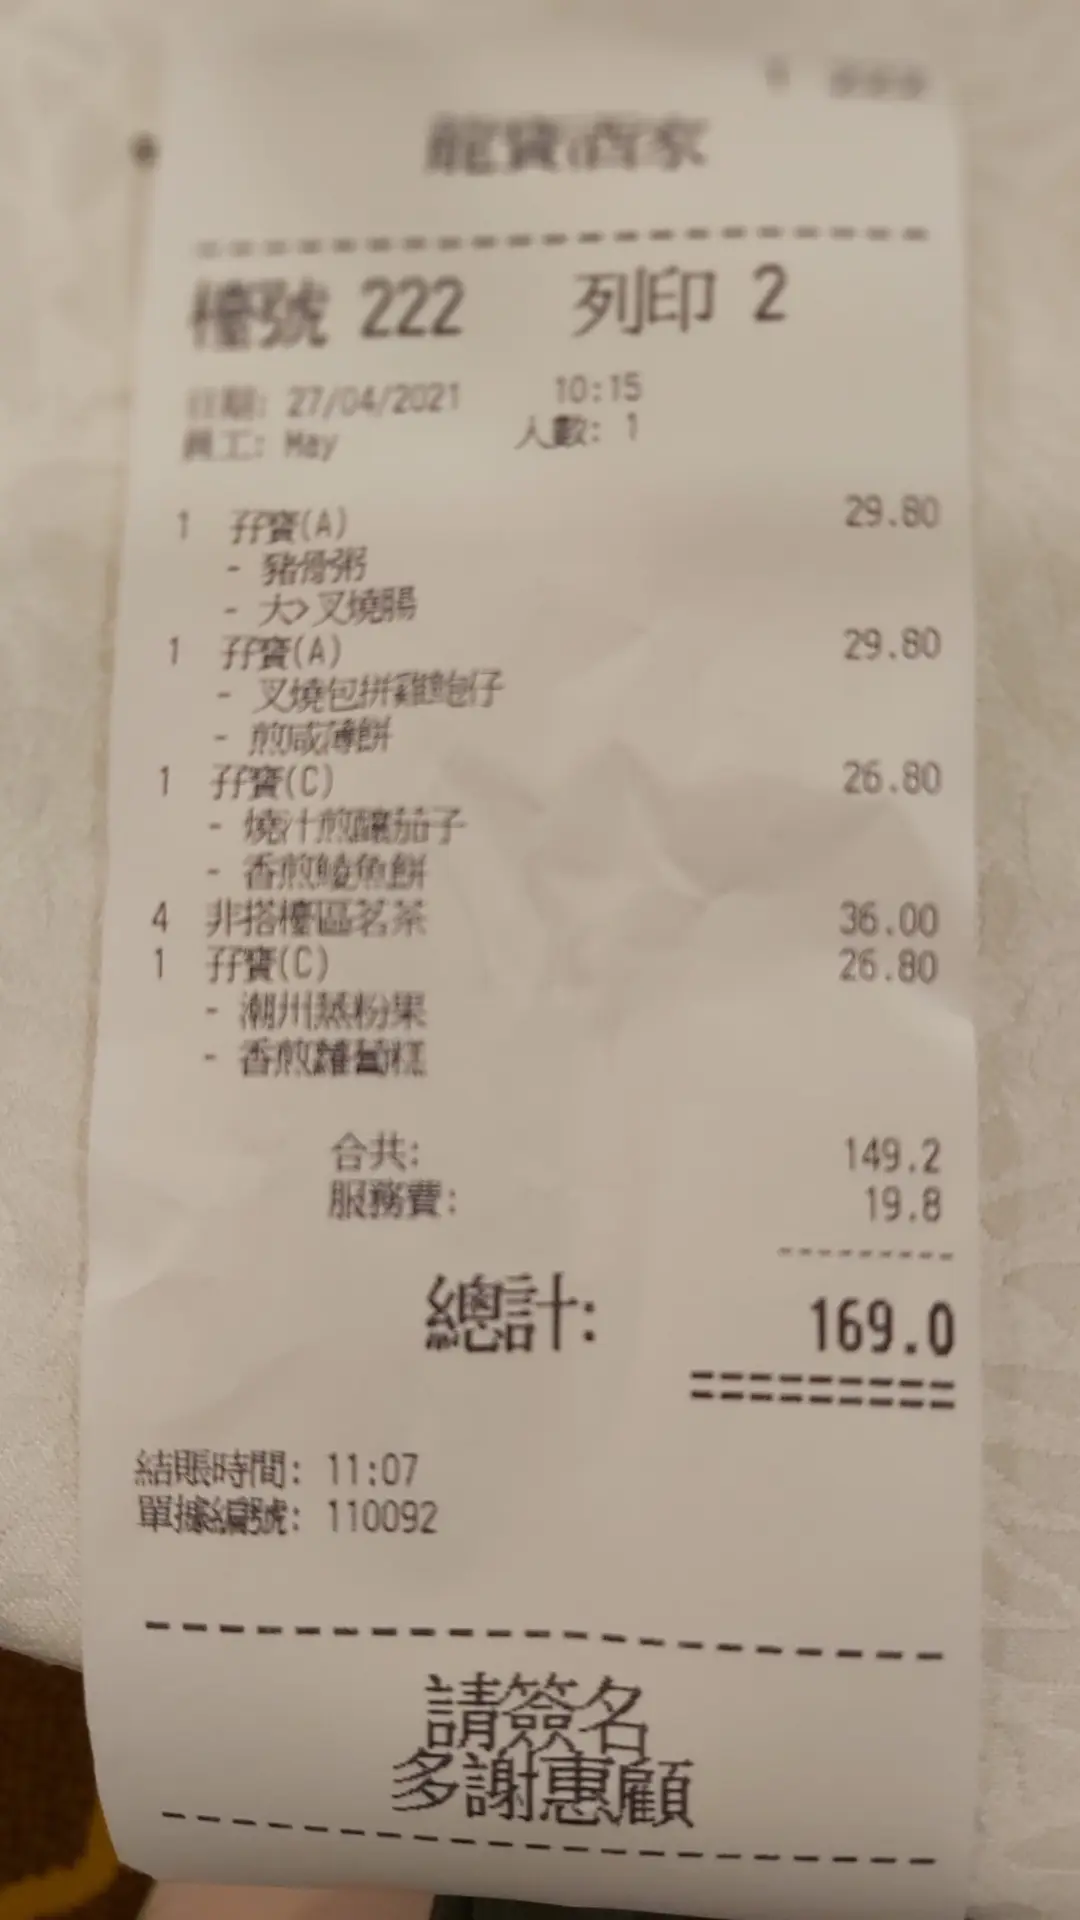 龍寶酒家
檯號 222 列印 2
日期: 27/04/2021 10:15
員工: May 人數: 1
1 孖寶(A) 29.80
- 豬骨粥
- 大>叉燒腸
1 孖寶(A) 29.80
- 叉燒包拼雞飽仔
- 煎咸薄餅
1 孖寶(C) 26.80
- 燒汁煎釀茄子
- 香煎鯪魚餅
4 非搭檯區茗茶 36.00
1 孖寶(C) 26.80
- 潮州蒸粉果
- 香煎蘿蔔糕
合共: 149.2
服務費: 19.8
總計: 169.0
結賬時間: 11:07
單據編號: 110092
請簽名
多謝惠顧